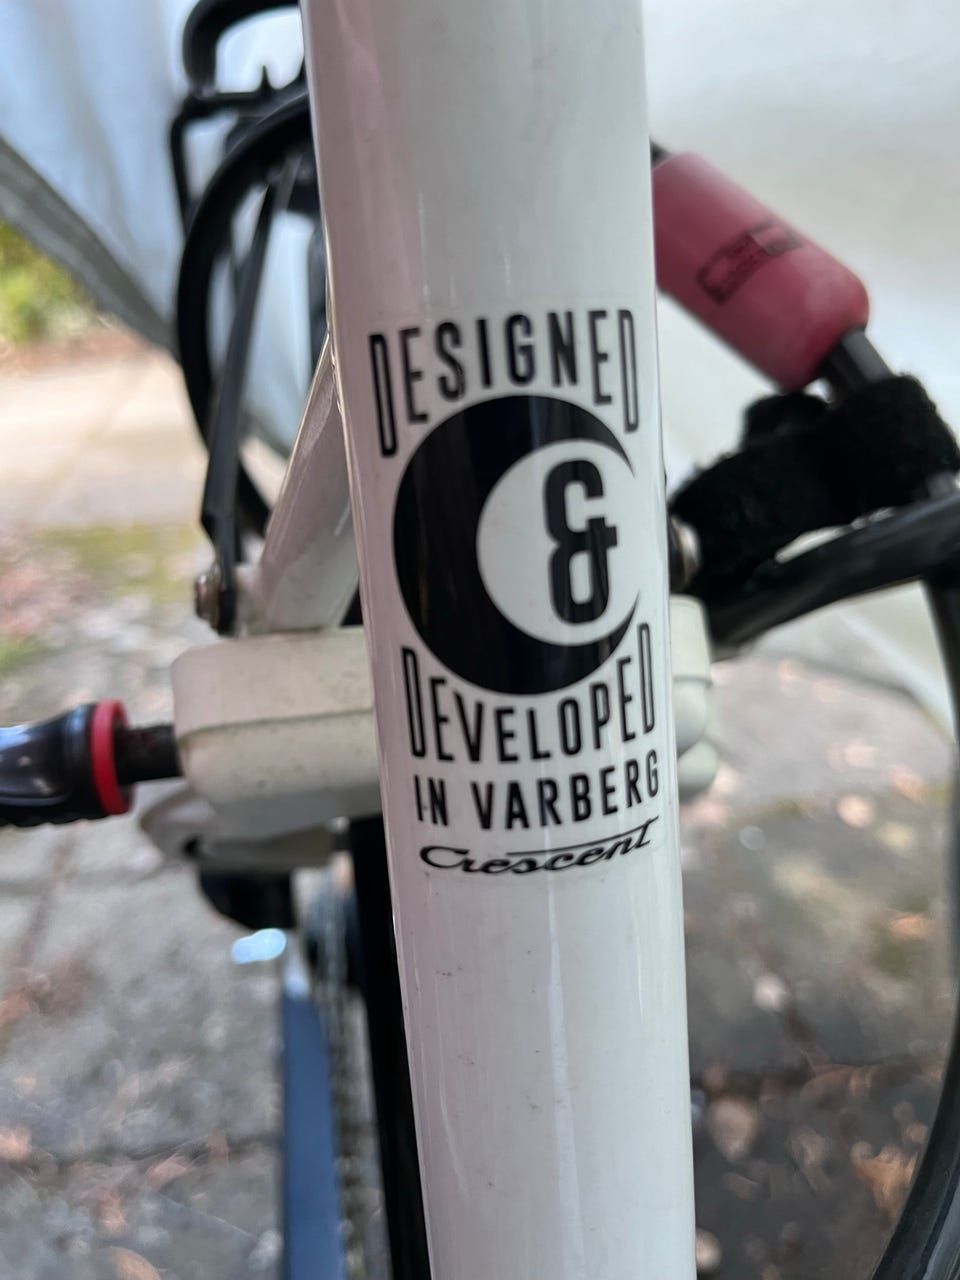 DESIGNED
&
DEVELOPED
IN VARBERG
Crescent